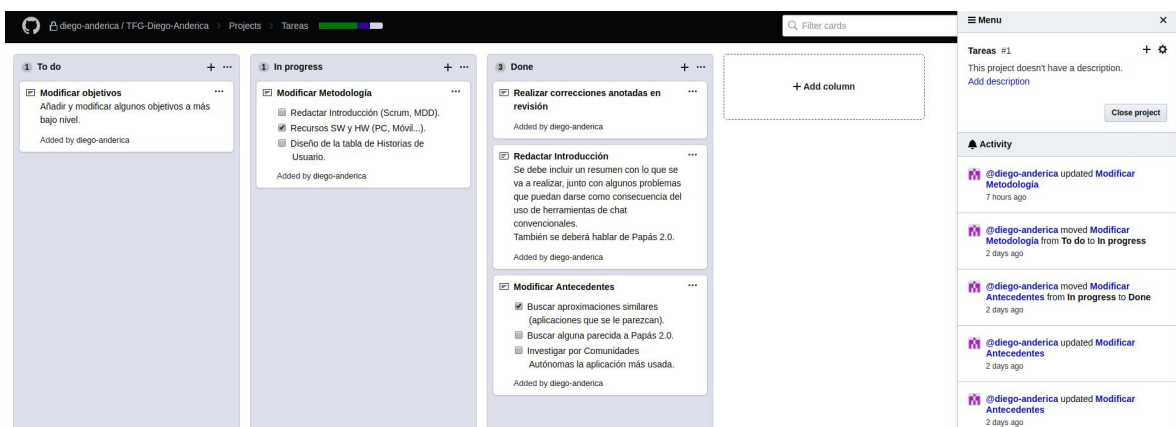 diego-anderica / TFG-Diego-Anderica > Projects > Tareas
Filter cards
1 To do
Modificar objetivos
Añadir y modificar algunos objetivos a más
bajo nivel.
Added by diego-anderica
1 In progress
Modificar Metodología
Redactar Introducción (Scrum, MDD).
Recursos SW y HW (PC, Móvil...).
Diseño de la tabla de Historias de
Usuario.
Added by diego-anderica
3 Done
Realizar correcciones anotadas en
revisión
Added by diego-anderica
Redactar Introducción
Se debe incluir un resumen con lo que se
va a realizar, junto con algunos problemas
que puedan darse como consecuencia del
uso de herramientas de chat
convencionales.
También se deberá hablar de Papás 2.0.
Added by diego-anderica
Modificar Antecedentes
Buscar aproximaciones similares
(aplicaciones que se le parezcan).
Buscar alguna parecida a Papás 2.0.
Investigar por Comunidades
Autónomas la aplicación más usada.
Added by diego-anderica
+ Add column
Menu
Tareas #1
This project doesn't have a description.
Add description
Close project
Activity
@diego-anderica updated Modificar
Metodología
7 hours ago
@diego-anderica moved Modificar
Metodología from To do to In progress
2 days ago
@diego-anderica moved Modificar
Antecedentes from In progress to Done
2 days ago
@diego-anderica updated Modificar
Antecedentes
2 days ago
@diego-anderica updated Modificar
Antecedentes
2 days ago